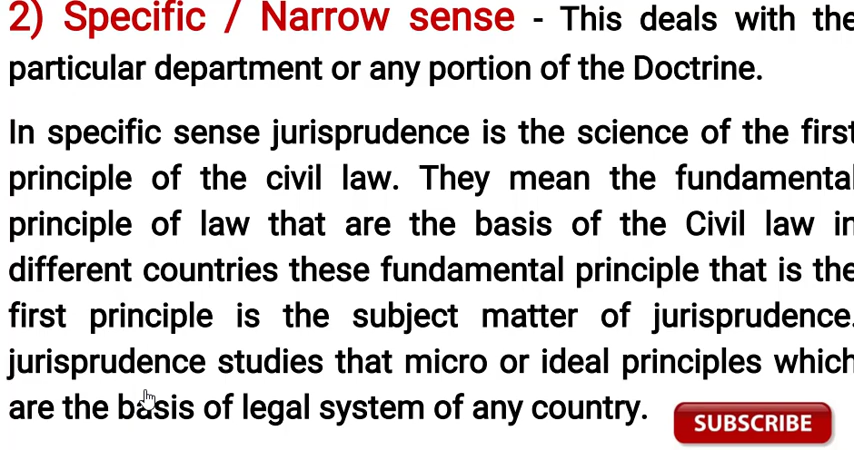 2) Specific / Narrow sense - This deals with the
particular department or any portion of the Doctrine.
In specific sense jurisprudence is the science of the first
principle of the civil law. They mean the fundamental
principle of law that are the basis of the Civil law in
different countries these fundamental principle that is the
first principle is the subject matter of jurisprudence.
jurisprudence studies that micro or ideal principles which
are the basis of legal system of any country.
SUBSCRIBE